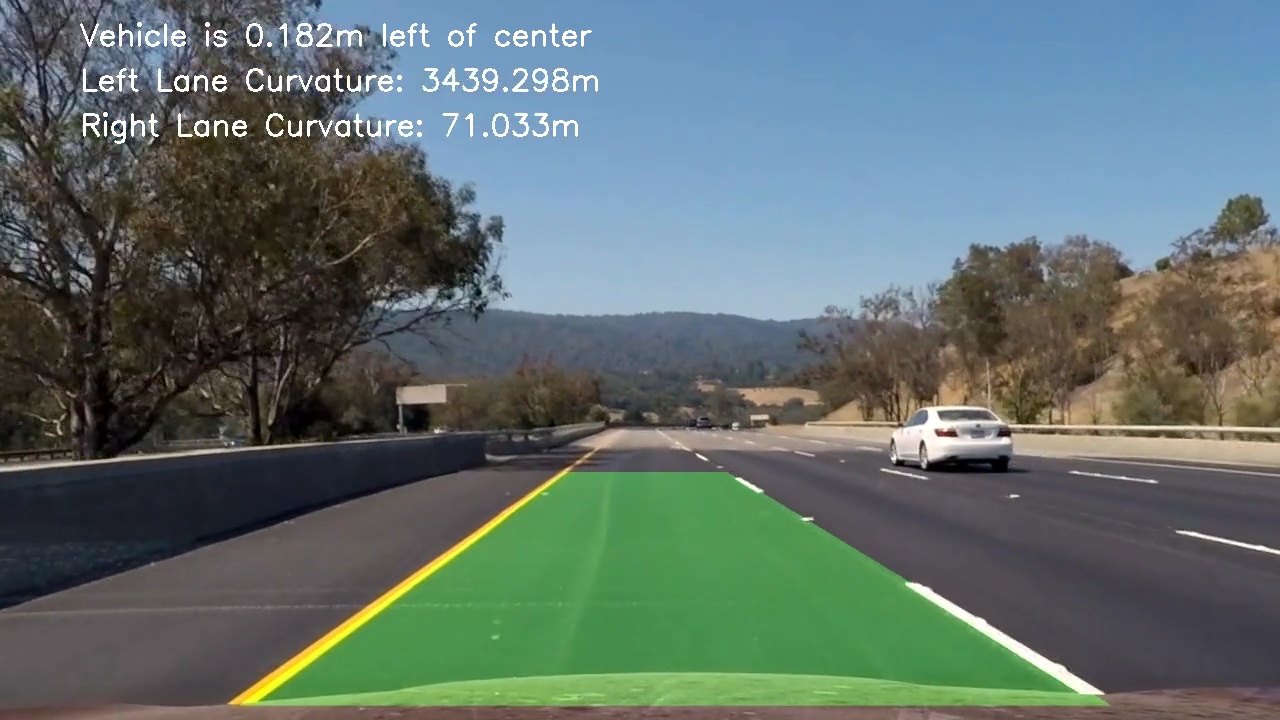 Vehicle is 0.182m left of center
Left Lane Curvature: 3439.298m
Right Lane Curvature: 71.033m